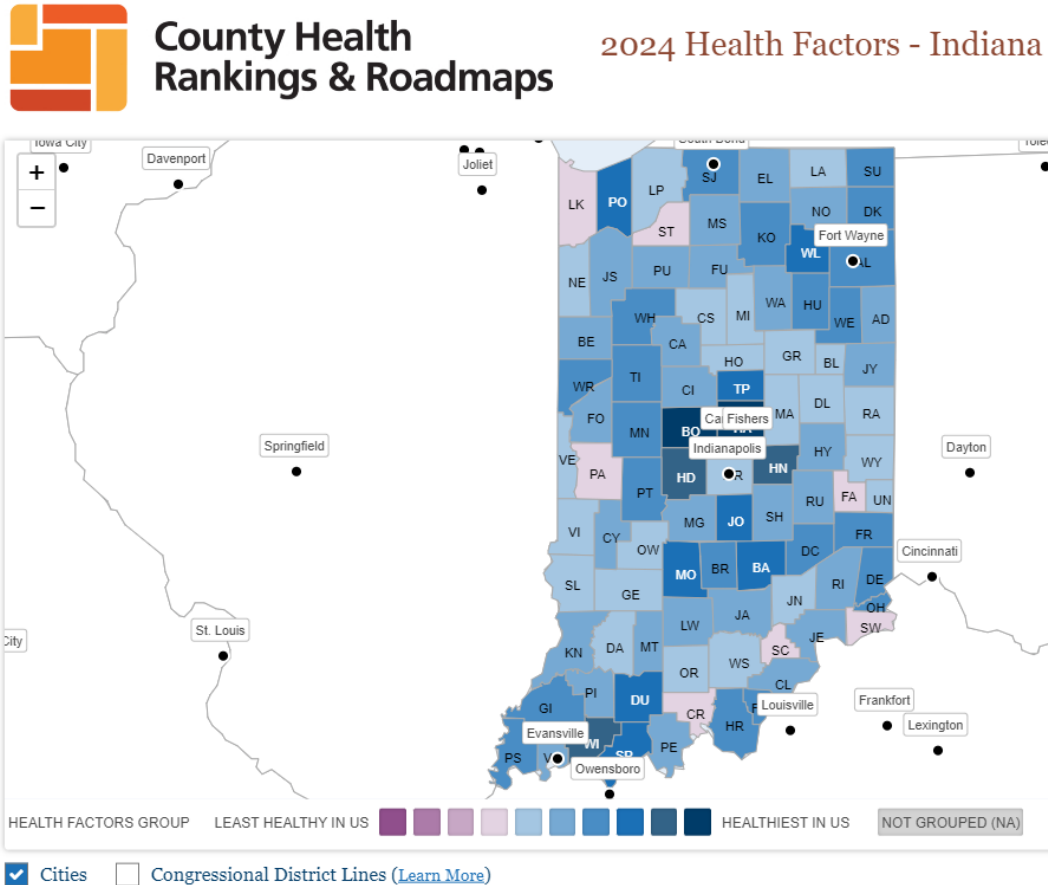 County Health
Rankings & Roadmaps
2024 Health Factors - Indiana
+
−
Iowa City
Davenport
Joliet
South Bend
LK
PO
LP
SJ
EL
LA
SU
ST
MS
NO
DK
KO
Fort Wayne
WL
AL
NE
JS
PU
FU
WA
HU
WE
AD
WH
CS
MI
BE
CA
HO
GR
BL
JY
WR
TI
CI
TP
FO
MN
BO
Fishers
MA
DL
RA
Springfield
Indianapolis
Dayton
VE
PA
PT
HD
R
HN
HY
WY
RU
FA
UN
MG
JO
SH
VI
CY
OW
FR
DC
Cincinnati
MO
BR
BA
SL
GE
RI
DE
JN
OH
City
St. Louis
LW
JA
JE
SW
KN
DA
MT
WS
SC
OR
CL
PI
DU
GI
CR
Louisville
Frankfort
HR
Lexington
Evansville
WI
PS
V
SP
PE
Owensboro
HEALTH FACTORS GROUP LEAST HEALTHY IN US HEALTHIEST IN US NOT GROUPED (NA)
Cities Congressional District Lines (Learn More)